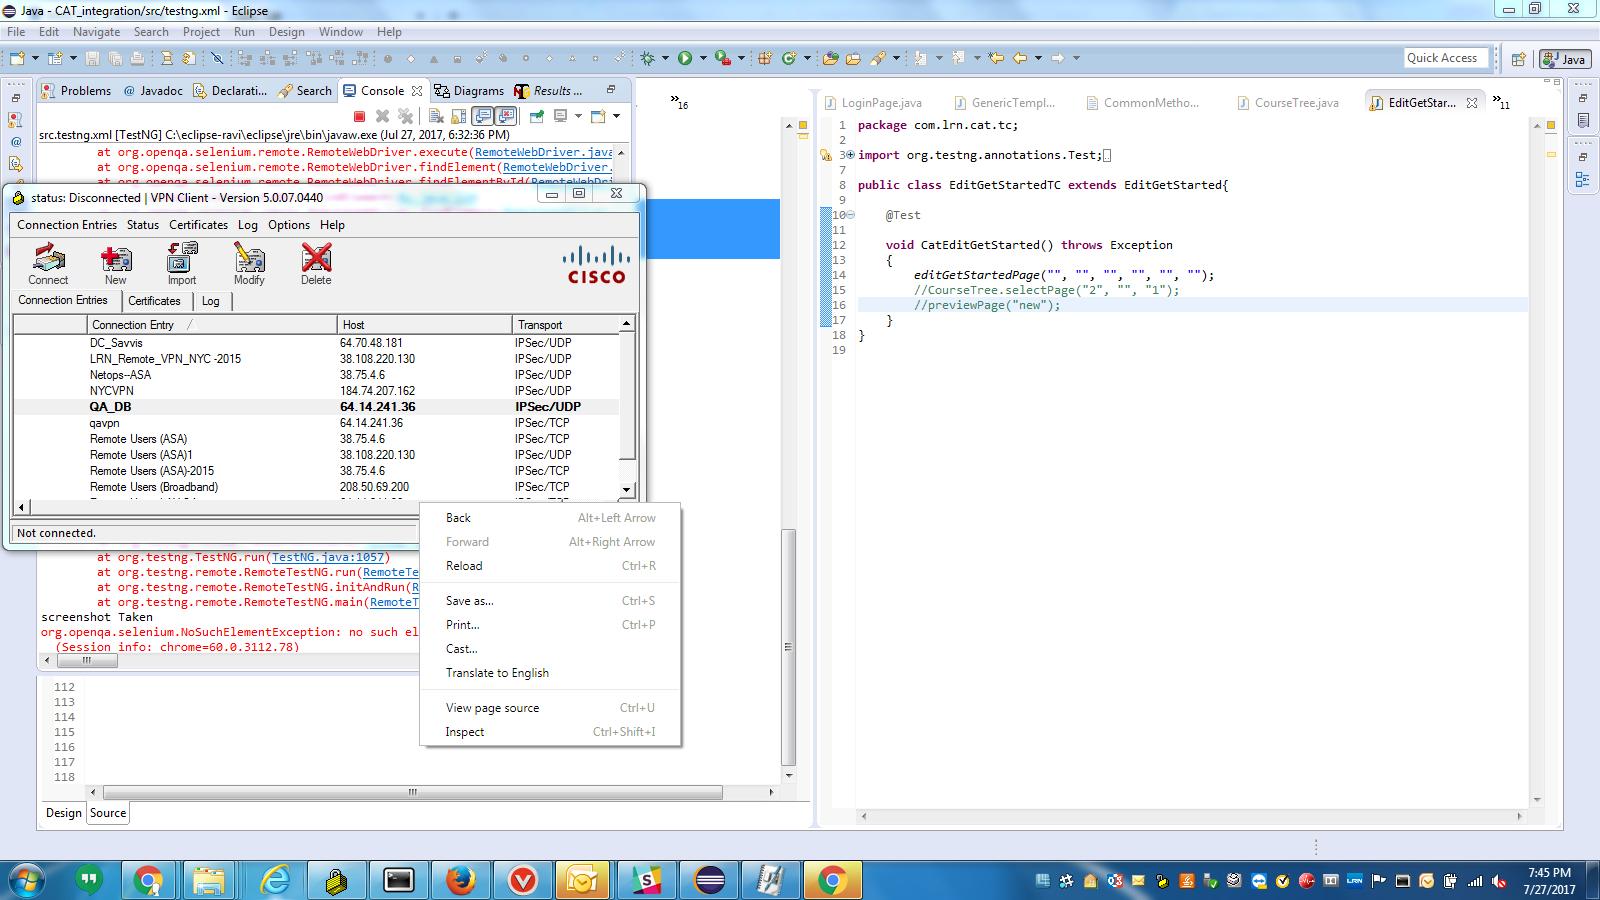 Java - CAT_integration/src/testng.xml - Eclipse
File Edit Navigate Search Project Run Design Window Help
Quick Access
Java
Problems @ Javadoc Declarati... Search Console Diagrams Results ...
src.testng.xml [TestNG] C:\eclipse-ravi\eclipse\jre\bin\javaw.exe (Jul 27, 2017, 6:32:36 PM)
at org.openqa.selenium.remote.RemoteWebDriver.execute(RemoteWebDriver.java
at org.openqa.selenium.remote.RemoteWebDriver.findElement(RemoteWebDriver.
at org.openqa.selenium.remote.RemoteWebDriver.findElementById(RemoteWebDri
status: Disconnected | VPN Client - Version 5.0.07.0440
Connection Entries Status Certificates Log Options Help
Connect New Import Modify Delete
CISCO
Connection Entries Certificates Log
Connection Entry Host Transport
DC_Savvis 64.70.48.181 IPSec/UDP
LRN_Remote_VPN_NYC -2015 38.108.220.130 IPSec/UDP
Netops--ASA 38.75.4.6 IPSec/UDP
NYCVPN 184.74.207.162 IPSec/UDP
QA_DB 64.14.241.36 IPSec/UDP
qavpn 64.14.241.36 IPSec/TCP
Remote Users (ASA) 38.75.4.6 IPSec/TCP
Remote Users (ASA)1 38.108.220.130 IPSec/UDP
Remote Users (ASA)-2015 38.75.4.6 IPSec/TCP
Remote Users (Broadband) 208.50.69.200 IPSec/TCP
Not connected.
at org.testng.TestNG.run(TestNG.java:1057)
at org.testng.remote.RemoteTestNG.run(RemoteTe
at org.testng.remote.RemoteTestNG.initAndRun(R
at org.testng.remote.RemoteTestNG.main(RemoteT
screenshot Taken
org.openqa.selenium.NoSuchElementException: no such el
(Session info: chrome=60.0.3112.78)
112
113
114
115
116
117
118
Design Source
Back Alt+Left Arrow
Forward Alt+Right Arrow
Reload Ctrl+R
Save as... Ctrl+S
Print... Ctrl+P
Cast...
Translate to English
View page source Ctrl+U
Inspect Ctrl+Shift+I
»16
LoginPage.java GenericTempl... CommonMetho... CourseTree.java EditGetStar... »11
1 package com.lrn.cat.tc;
2
3 import org.testng.annotations.Test;
7
8 public class EditGetStartedTC extends EditGetStarted{
9
10 @Test
11
12 void CatEditGetStarted() throws Exception
13 {
14 editGetStartedPage("", "", "", "", "", "");
15 //CourseTree.selectPage("2", "", "1");
16 //previewPage("new");
17 }
18 }
19
LRN
7:45 PM
7/27/2017